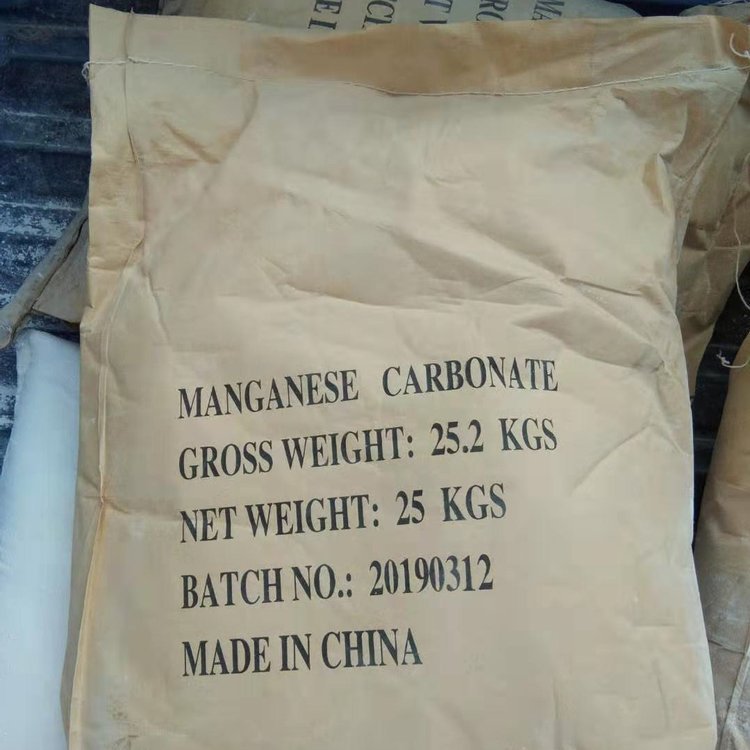 MANGANESE CARBONATE
GROSS WEIGHT: 25.2 KGS
NET WEIGHT: 25 KGS
BATCH NO.: 20190312
MADE IN CHINA